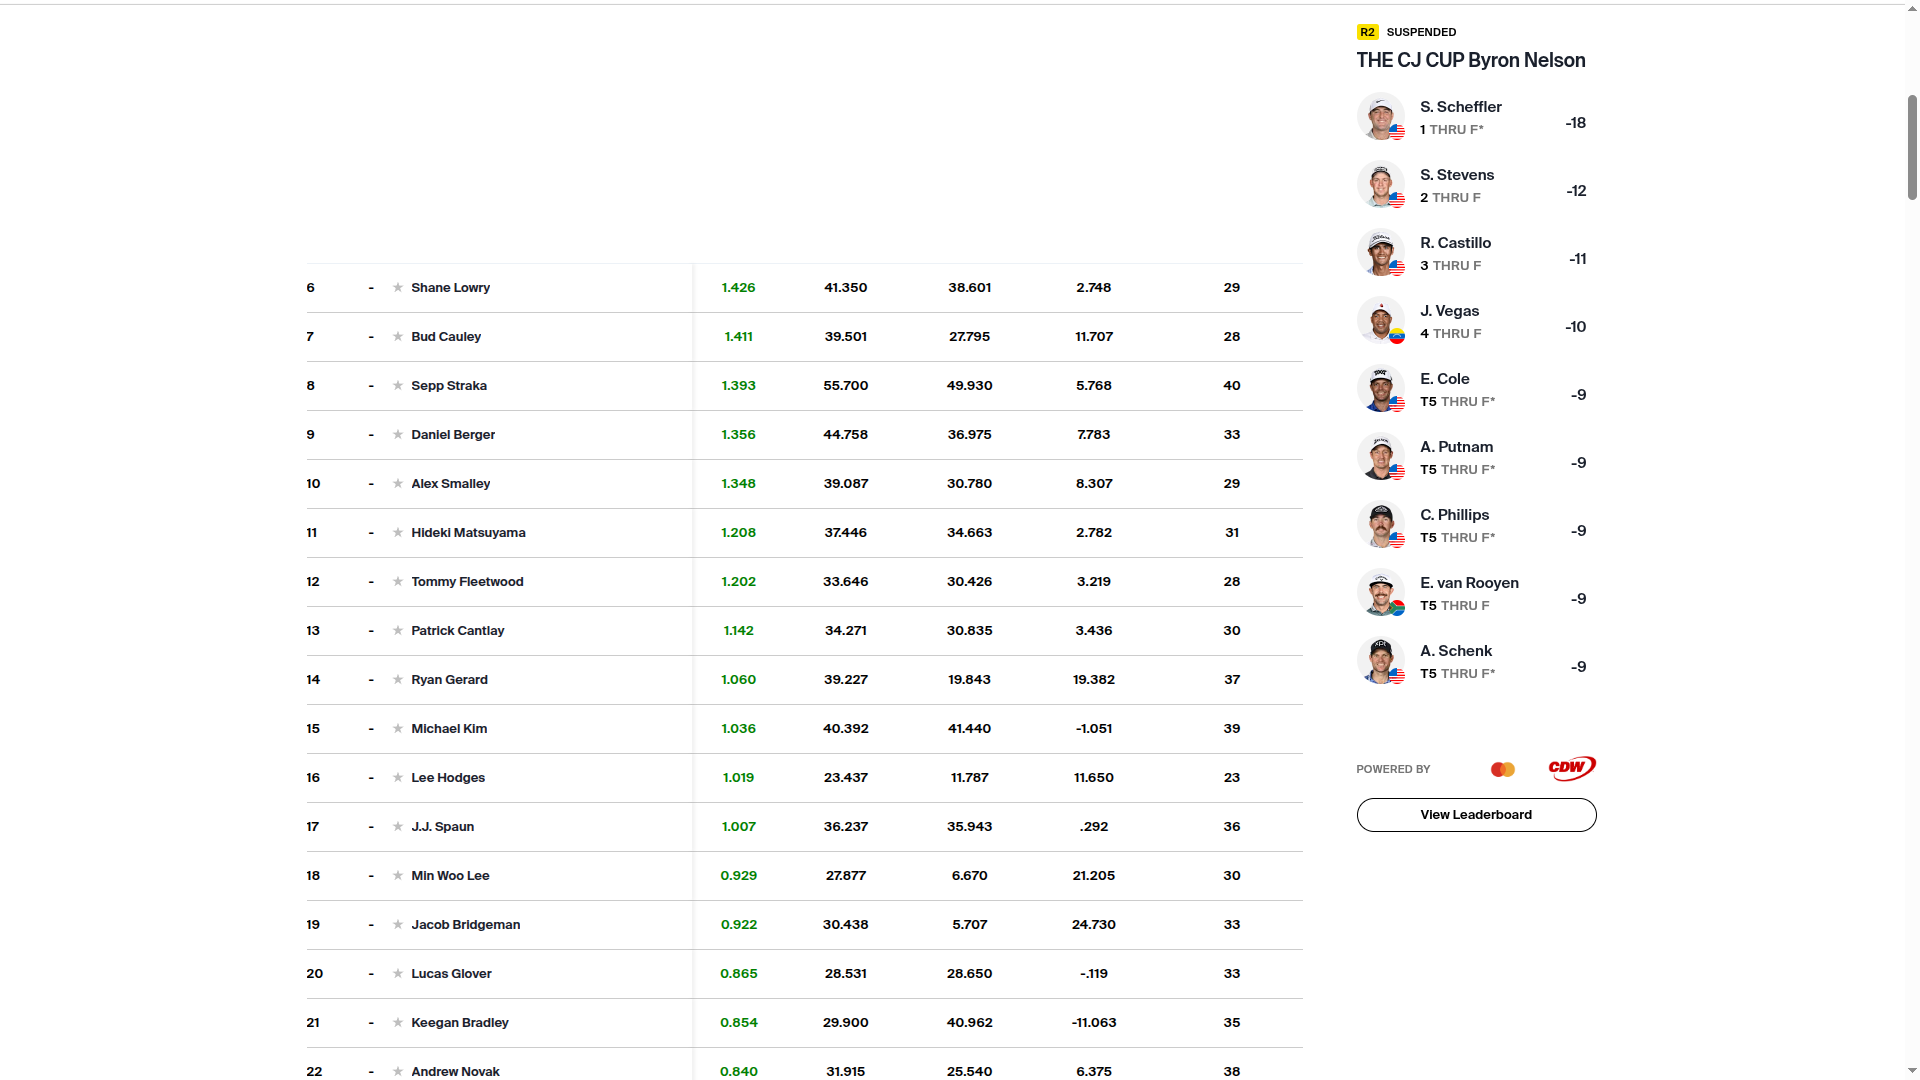 6 - Shane Lowry 1.426 41.350 38.601 2.748 29
7 - Bud Cauley 1.411 39.501 27.795 11.707 28
8 - Sepp Straka 1.393 55.700 49.930 5.768 40
9 - Daniel Berger 1.356 44.758 36.975 7.783 33
10 - Alex Smalley 1.348 39.087 30.780 8.307 29
11 - Hideki Matsuyama 1.208 37.446 34.663 2.782 31
12 - Tommy Fleetwood 1.202 33.646 30.426 3.219 28
13 - Patrick Cantlay 1.142 34.271 30.835 3.436 30
14 - Ryan Gerard 1.060 39.227 19.843 19.382 37
15 - Michael Kim 1.036 40.392 41.440 -1.051 39
16 - Lee Hodges 1.019 23.437 11.787 11.650 23
17 - J.J. Spaun 1.007 36.237 35.943 .292 36
18 - Min Woo Lee 0.929 27.877 6.670 21.205 30
19 - Jacob Bridgeman 0.922 30.438 5.707 24.730 33
20 - Lucas Glover 0.865 28.531 28.650 -.119 33
21 - Keegan Bradley 0.854 29.900 40.962 -11.063 35
22 - Andrew Novak 0.840 31.915 25.540 6.375 38
R2 SUSPENDED
THE CJ CUP Byron Nelson
S. Scheffler
1 THRU F*
-18
S. Stevens
2 THRU F
-12
R. Castillo
3 THRU F
-11
J. Vegas
4 THRU F
-10
E. Cole
T5 THRU F*
-9
A. Putnam
T5 THRU F*
-9
C. Phillips
T5 THRU F*
-9
E. van Rooyen
T5 THRU F
-9
A. Schenk
T5 THRU F*
-9
POWERED BY CDW
View Leaderboard